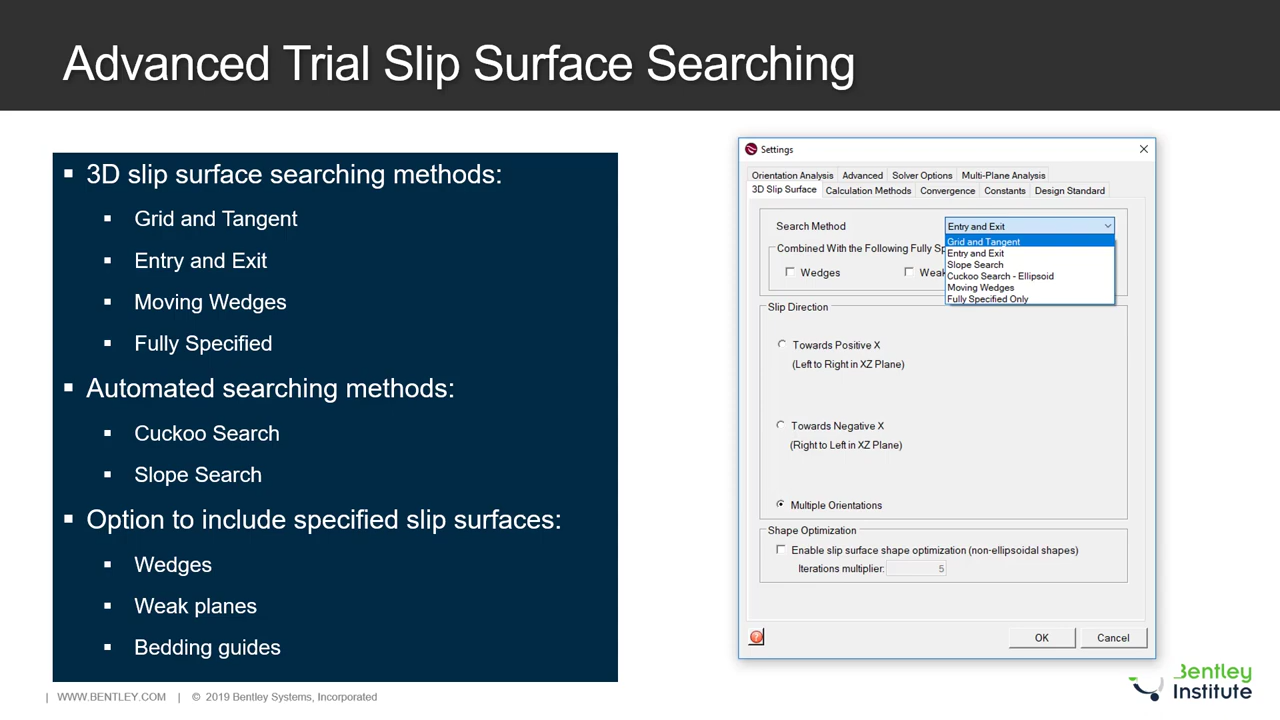 Advanced Trial Slip Surface Searching
▪ 3D slip surface searching methods:
▪ Grid and Tangent
▪ Entry and Exit
▪ Moving Wedges
▪ Fully Specified
▪ Automated searching methods:
▪ Cuckoo Search
▪ Slope Search
▪ Option to include specified slip surfaces:
▪ Wedges
▪ Weak planes
▪ Bedding guides
Settings
Orientation Analysis Advanced Solver Options Multi-Plane Analysis
3D Slip Surface Calculation Methods Convergence Constants Design Standard
Search Method Entry and Exit
Grid and Tangent
Entry and Exit
Slope Search
Cuckoo Search - Ellipsoid
Moving Wedges
Fully Specified Only
Combined With the Following Fully Sp
Wedges Weak
Slip Direction
Towards Positive X
(Left to Right in XZ Plane)
Towards Negative X
(Right to Left in XZ Plane)
Multiple Orientations
Shape Optimization
Enable slip surface shape optimization (non-ellipsoidal shapes)
Iterations multiplier: 5
OK Cancel
| WWW.BENTLEY.COM | © 2019 Bentley Systems, Incorporated
Bentley
Institute